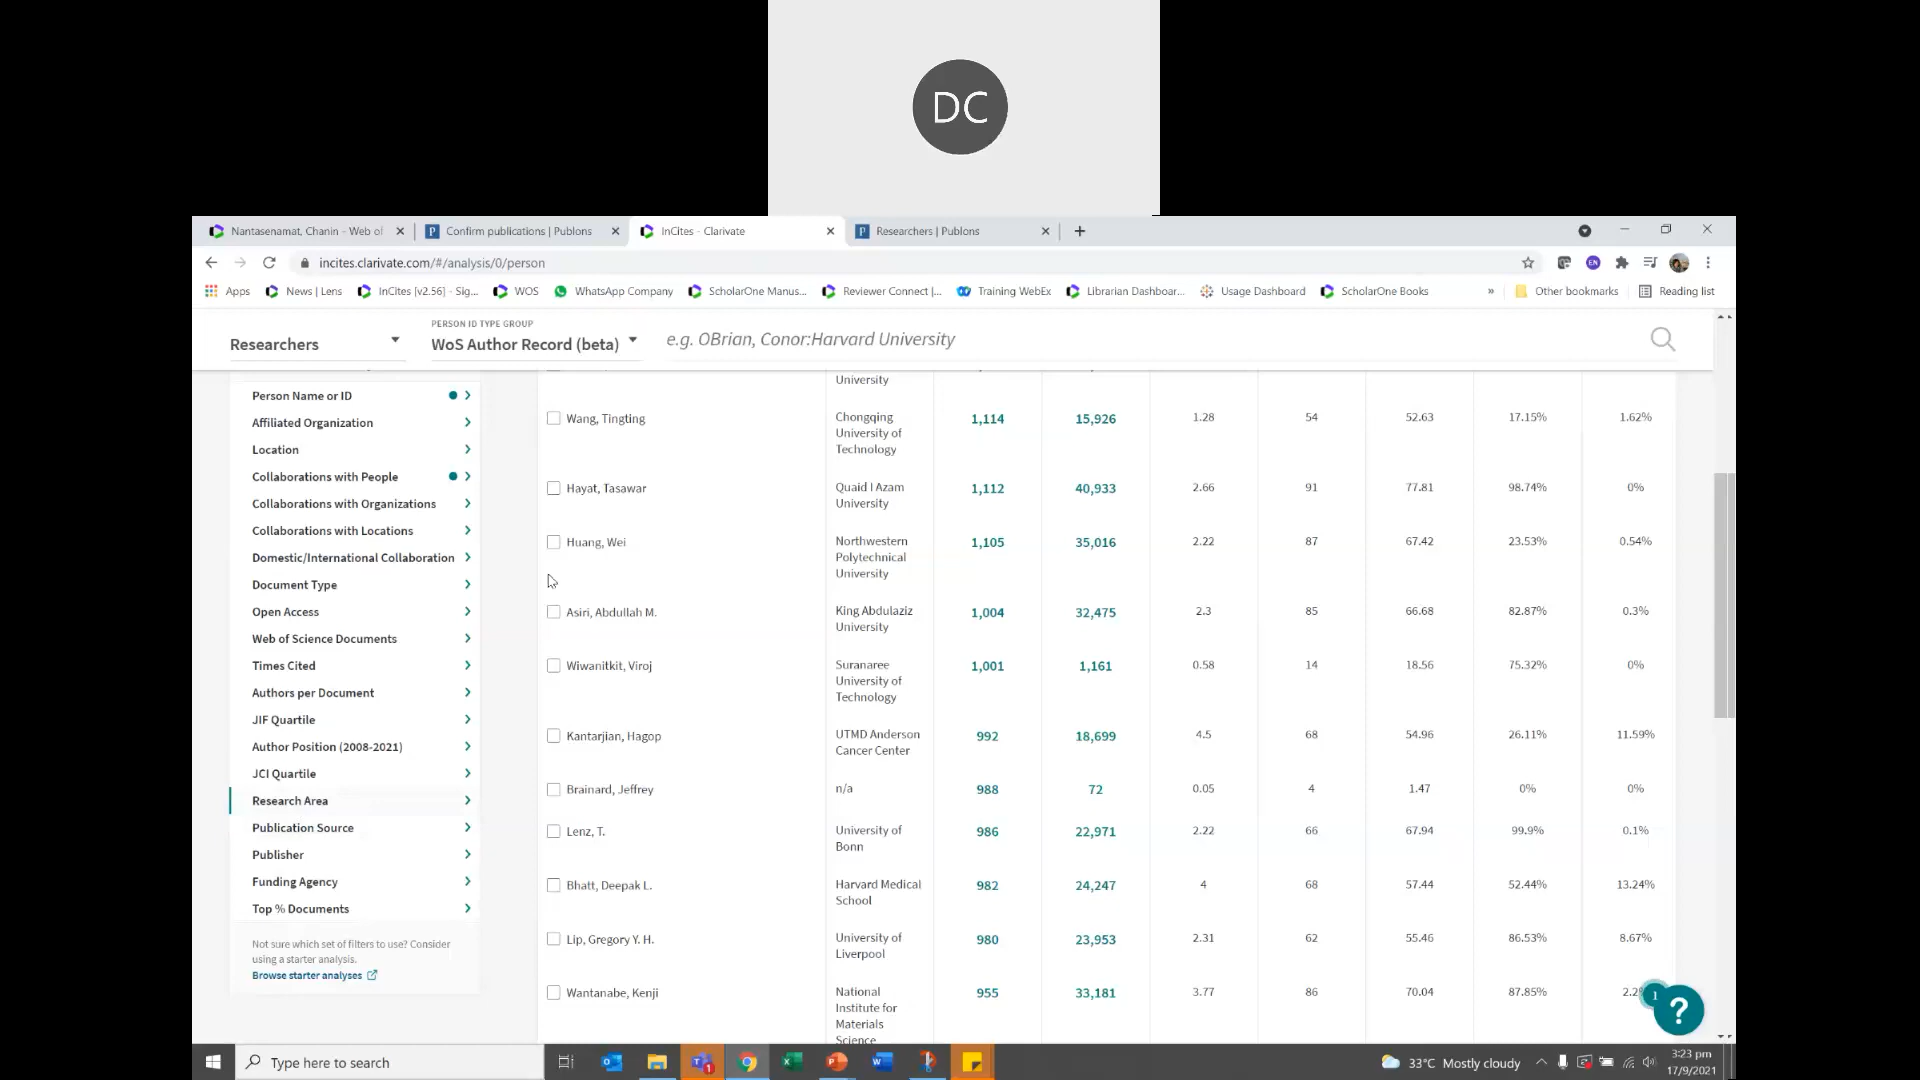 DC
Nantasenamat, Chanin - Web of
Confirm publications | Publons
InCites - Clarivate
Researchers | Publons
incites.clarivate.com/#/analysis/0/person
EN
Apps
News | Lens
InCites [v2.56] - Sig...
WOS
WhatsApp Company
ScholarOne Manus...
Reviewer Connect |...
Training WebEx
Librarian Dashboar...
Usage Dashboard
ScholarOne Books
»
Other bookmarks
Reading list
Researchers
PERSON ID TYPE GROUP
WoS Author Record (beta)
e.g. OBrian, Conor:Harvard University
Person Name or ID
Affiliated Organization
Location
Collaborations with People
Collaborations with Organizations
Collaborations with Locations
Domestic/International Collaboration
Document Type
Open Access
Web of Science Documents
Times Cited
Authors per Document
JIF Quartile
Author Position (2008-2021)
JCI Quartile
Research Area
Publication Source
Publisher
Funding Agency
Top % Documents
Not sure which set of filters to use? Consider
using a starter analysis.
Browse starter analyses
University
Wang, Tingting
Chongqing
University of
Technology
1,114
15,926
1.28
54
52.63
17.15%
1.62%
Hayat, Tasawar
Quaid I Azam
University
1,112
40,933
2.66
91
77.81
98.74%
0%
Huang, Wei
Northwestern
Polytechnical
University
1,105
35,016
2.22
87
67.42
23.53%
0.54%
Asiri, Abdullah M.
King Abdulaziz
University
1,004
32,475
2.3
85
66.68
82.87%
0.3%
Wiwanitkit, Viroj
Suranaree
University of
Technology
1,001
1,161
0.58
14
18.56
75.32%
0%
Kantarjian, Hagop
UTMD Anderson
Cancer Center
992
18,699
4.5
68
54.96
26.11%
11.59%
Brainard, Jeffrey
n/a
988
72
0.05
4
1.47
0%
0%
Lenz, T.
University of
Bonn
986
22,971
2.22
66
67.94
99.9%
0.1%
Bhatt, Deepak L.
Harvard Medical
School
982
24,247
4
68
57.44
52.44%
13.24%
Lip, Gregory Y. H.
University of
Liverpool
980
23,953
2.31
62
55.46
86.53%
8.67%
Wantanabe, Kenji
National
Institute for
Materials
Science
955
33,181
3.77
86
70.04
87.85%
1
?
Type here to search
1
33°C Mostly cloudy
3:23 pm
17/9/2021